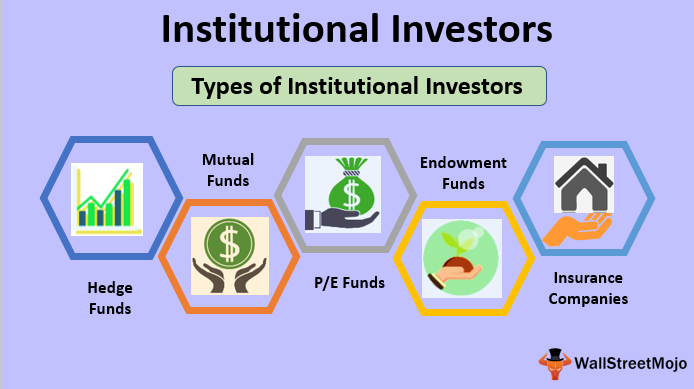 Institutional Investors
Types of Institutional Investors
Mutual
Funds
Endowment
Funds
$
$
Hedge
Funds
P/E Funds
Insurance
Companies
WallStreetMojo